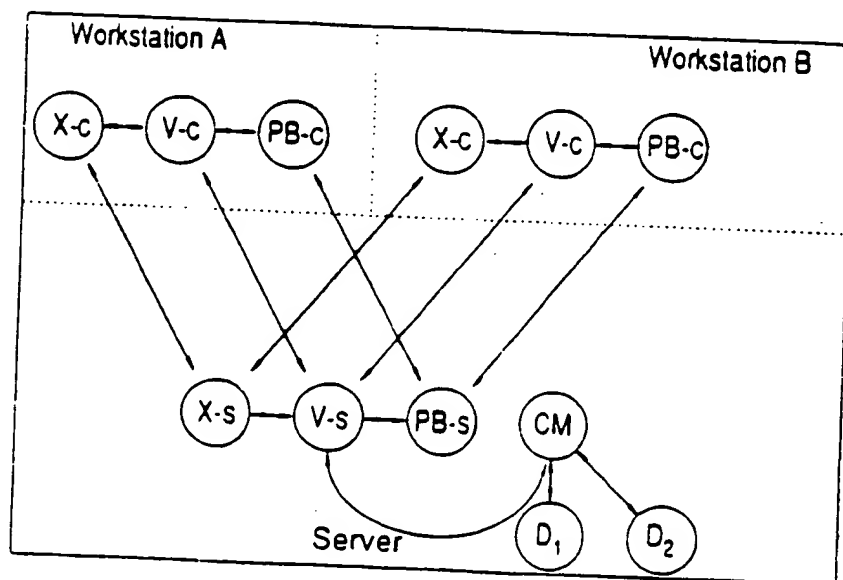 Workstation A
Workstation B
X-c V-c PB-c X-c V-c PB-c
X-s V-s PB-s CM
Server D1 D2